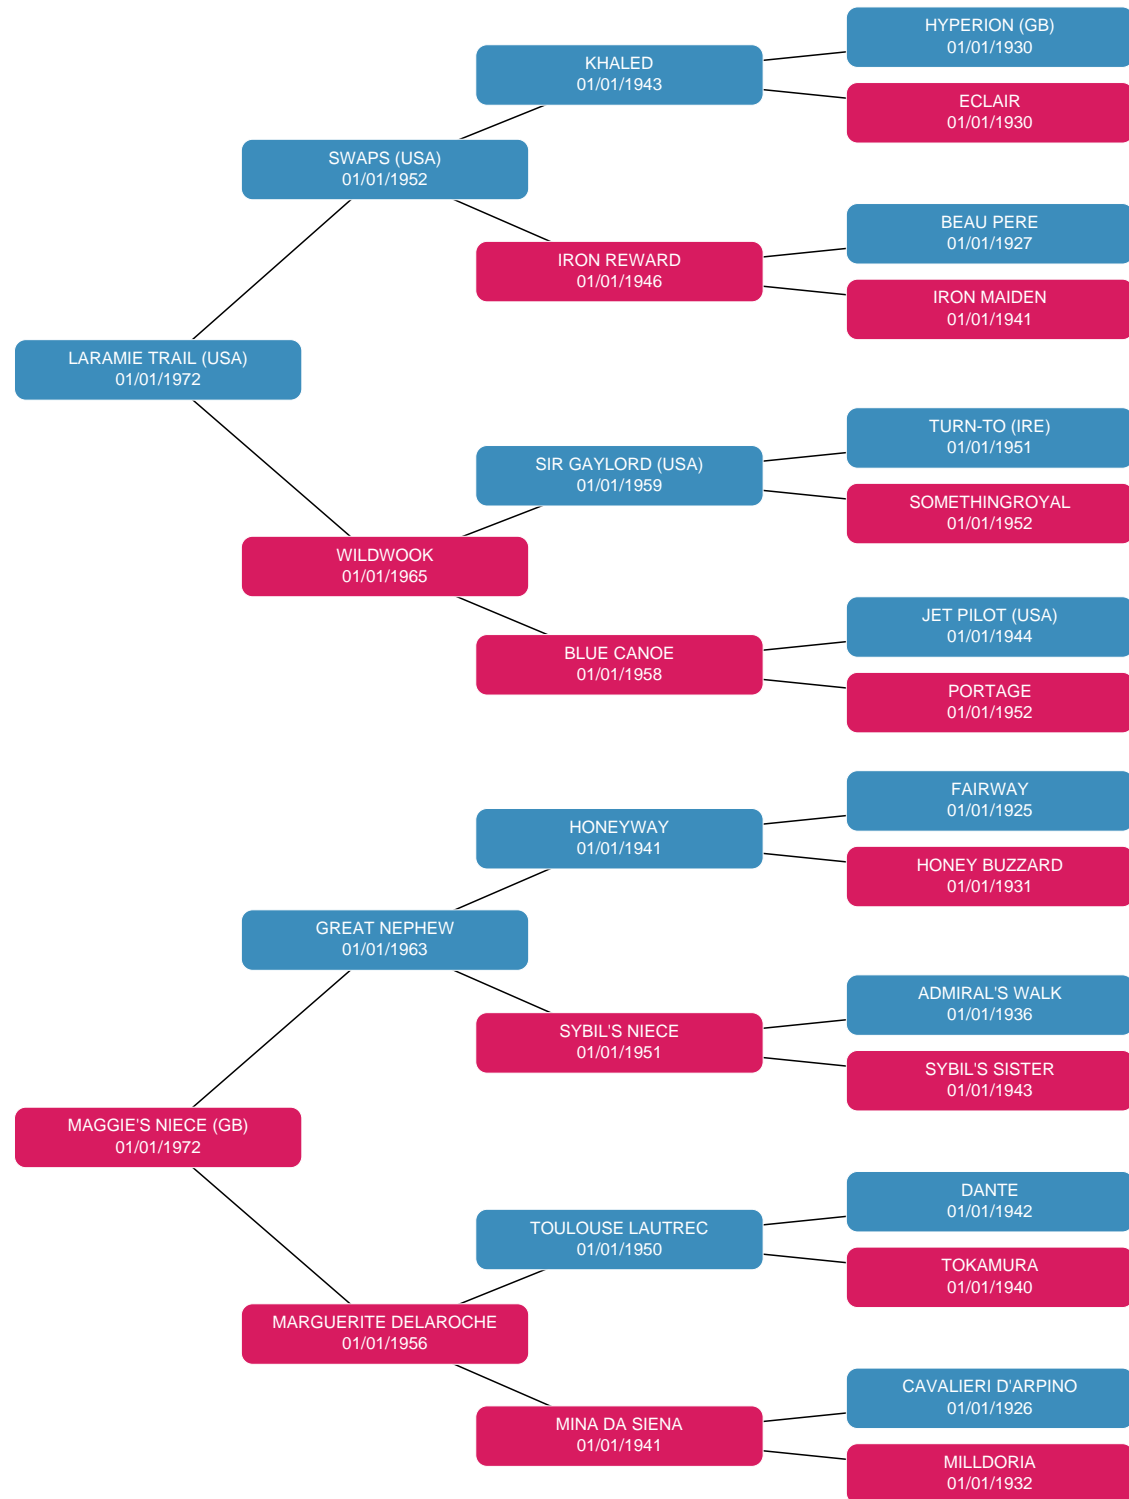 HYPERION (GB)
01/01/1930
KHALED
01/01/1943
ECLAIR
01/01/1930
SWAPS (USA)
01/01/1952
BEAU PERE
01/01/1927
IRON REWARD
01/01/1946
IRON MAIDEN
01/01/1941
LARAMIE TRAIL (USA)
01/01/1972
TURN-TO (IRE)
01/01/1951
SIR GAYLORD (USA)
01/01/1959
SOMETHINGROYAL
01/01/1952
WILDWOOK
01/01/1965
JET PILOT (USA)
01/01/1944
BLUE CANOE
01/01/1958
PORTAGE
01/01/1952
FAIRWAY
01/01/1925
HONEYWAY
01/01/1941
HONEY BUZZARD
01/01/1931
GREAT NEPHEW
01/01/1963
ADMIRAL'S WALK
01/01/1936
SYBIL'S NIECE
01/01/1951
SYBIL'S SISTER
01/01/1943
MAGGIE'S NIECE (GB)
01/01/1972
DANTE
01/01/1942
TOULOUSE LAUTREC
01/01/1950
TOKAMURA
01/01/1940
MARGUERITE DELAROCHE
01/01/1956
CAVALIERI D'ARPINO
01/01/1926
MINA DA SIENA
01/01/1941
MILLDORIA
01/01/1932